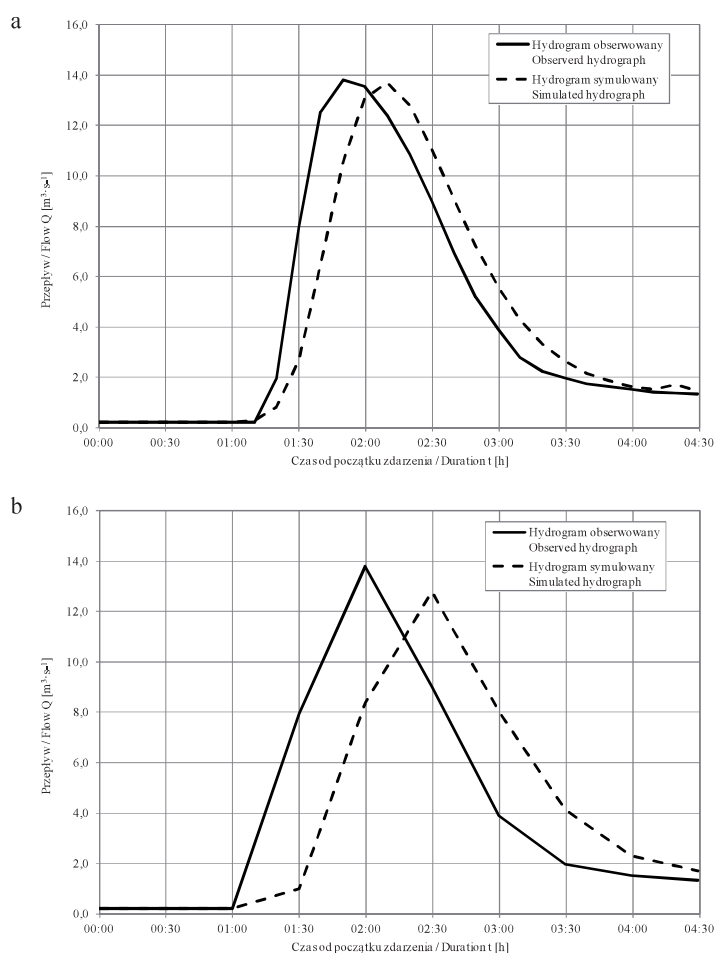 a
16,0
14,0
12,0
10,0
8,0
6,0
4,0
2,0
0,0
Przepływ / Flow Q [m³·s-¹]
Hydrogram obserwowany
Observerd hydrograph
Hydrogram symulowany
Simulated hydrograph
00:00 00:30 01:00 01:30 02:00 02:30 03:00 03:30 04:00 04:30
Czas od początku zdarzenia / Duration t [h]
b
16,0
14,0
12,0
10,0
8,0
6,0
4,0
2,0
0,0
Przepływ / Flow Q [m³·s-¹]
Hydrogram obserwowany
Observed hydrograph
Hydrogram symulowany
Simulated hydrograph
00:00 00:30 01:00 01:30 02:00 02:30 03:00 03:30 04:00 04:30
Czas od początku zdarzenia / Duration t [h]